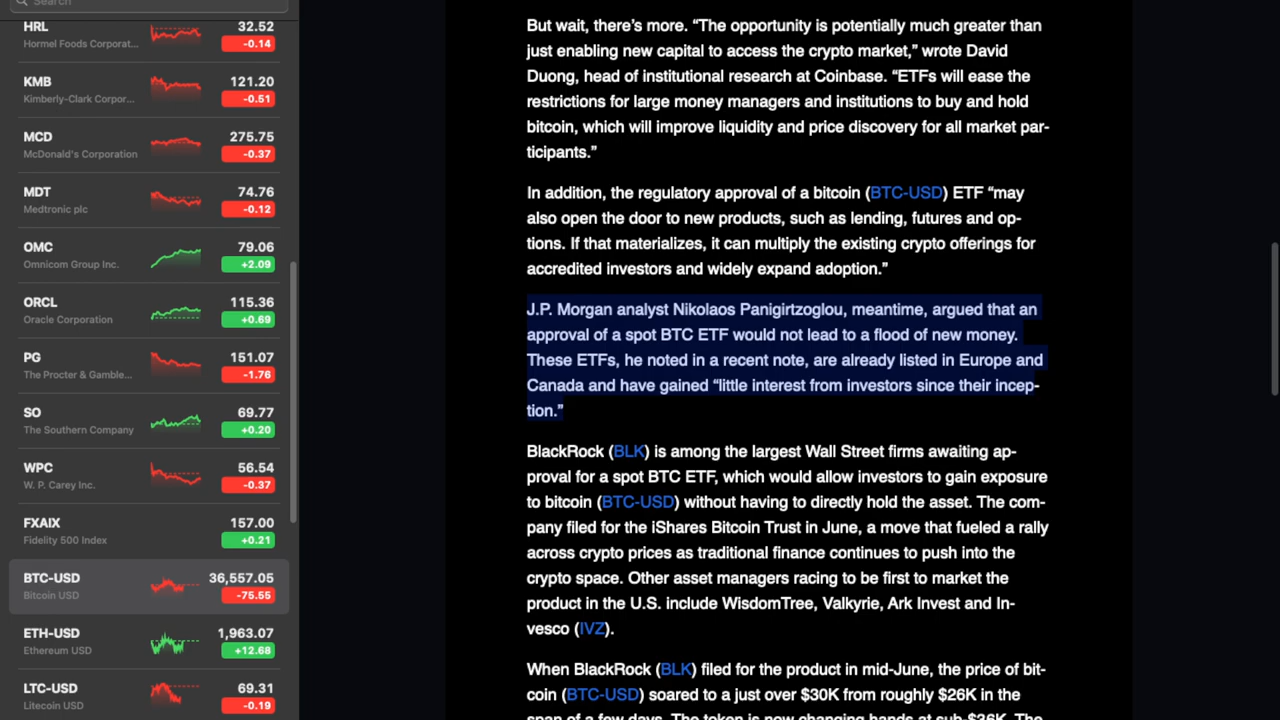 Search
HRL 32.52
Hormel Foods Corporat... -0.14
KMB 121.20
Kimberly-Clark Corpor... -0.51
MCD 275.75
McDonald's Corporation -0.37
MDT 74.76
Medtronic plc -0.12
OMC 79.06
Omnicom Group Inc. +2.09
ORCL 115.36
Oracle Corporation +0.69
PG 151.07
The Procter & Gamble... -1.76
SO 69.77
The Southern Company +0.20
WPC 56.54
W. P. Carey Inc. -0.37
FXAIX 157.00
Fidelity 500 Index +0.21
BTC-USD 36,557.05
Bitcoin USD -75.55
ETH-USD 1,963.07
Ethereum USD +12.68
LTC-USD 69.31
Litecoin USD -0.19
But wait, there’s more. “The opportunity is potentially much greater than
just enabling new capital to access the crypto market,” wrote David
Duong, head of institutional research at Coinbase. “ETFs will ease the
restrictions for large money managers and institutions to buy and hold
bitcoin, which will improve liquidity and price discovery for all market par-
ticipants.”
In addition, the regulatory approval of a bitcoin (BTC-USD) ETF “may
also open the door to new products, such as lending, futures and op-
tions. If that materializes, it can multiply the existing crypto offerings for
accredited investors and widely expand adoption.”
J.P. Morgan analyst Nikolaos Panigirtzoglou, meantime, argued that an
approval of a spot BTC ETF would not lead to a flood of new money.
These ETFs, he noted in a recent note, are already listed in Europe and
Canada and have gained “little interest from investors since their incep-
tion.”
BlackRock (BLK) is among the largest Wall Street firms awaiting ap-
proval for a spot BTC ETF, which would allow investors to gain exposure
to bitcoin (BTC-USD) without having to directly hold the asset. The com-
pany filed for the iShares Bitcoin Trust in June, a move that fueled a rally
across crypto prices as traditional finance continues to push into the
crypto space. Other asset managers racing to be first to market the
product in the U.S. include WisdomTree, Valkyrie, Ark Invest and In-
vesco (IVZ).
When BlackRock (BLK) filed for the product in mid-June, the price of bit-
coin (BTC-USD) soared to a just over $30K from roughly $26K in the
span of a few days. The token is now changing hands at sub-$36K. The